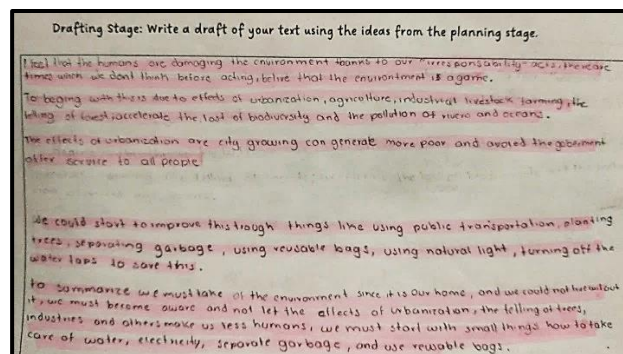 Drafting Stage: Write a draft of your text using the ideas from the planning stage.
I feel that the humans are damaging the environment teanns to our "irresponsability" acts, there are
times when we dont think before acting, belive that the environtment is a game.
To beging with this is due to effects of urbanization, agriculture, industrial livestock farming, the
felling of forest, accelerate the lost of biodiversity and the pollution of rivers and oceans.
The effects of urbanization are city growing can generate more poor and avoied the goberment
offer service to all people
We could start to improve this trough things like using public transportation, planting
trees, separating garbage, using reusable bags, using natural light, turning off the
water taps to save this.
to summarize we must take of the environment since it is our home, and we could not live without
it, we must become aware and not let the effects of urbanization, the felling of trees,
industries and others make us less humans, we must start with small things how to take
care of water, electricity, separate garbage, and use reusable bags.